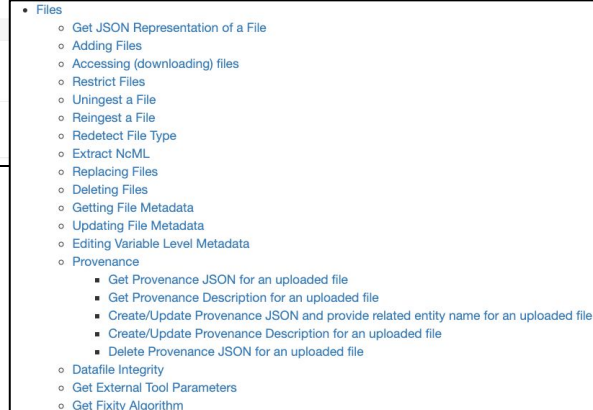 Files
Get JSON Representation of a File
Adding Files
Accessing (downloading) files
Restrict Files
Uningest a File
Reingest a File
Redetect File Type
Extract NcML
Replacing Files
Deleting Files
Getting File Metadata
Updating File Metadata
Editing Variable Level Metadata
Provenance
Get Provenance JSON for an uploaded file
Get Provenance Description for an uploaded file
Create/Update Provenance JSON and provide related entity name for an uploaded file
Create/Update Provenance Description for an uploaded file
Delete Provenance JSON for an uploaded file
Datafile Integrity
Get External Tool Parameters
Get Fixity Algorithm